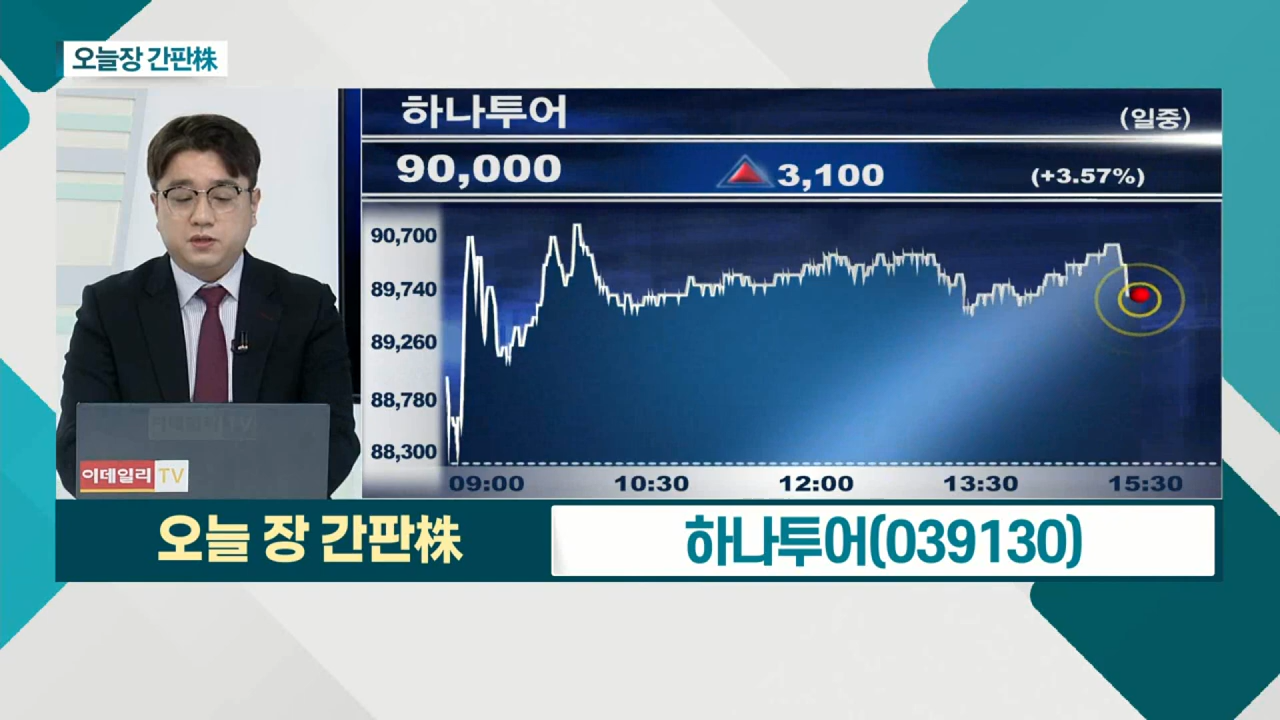 오늘장 간판株
하나투어
(일중)
90,000
3,100
(+3.57%)
90,700
89,740
89,260
88,780
88,300
09:00
10:30
12:00
13:30
15:30
이데일리 TV
오늘 장 간판株
하나투어(039130)